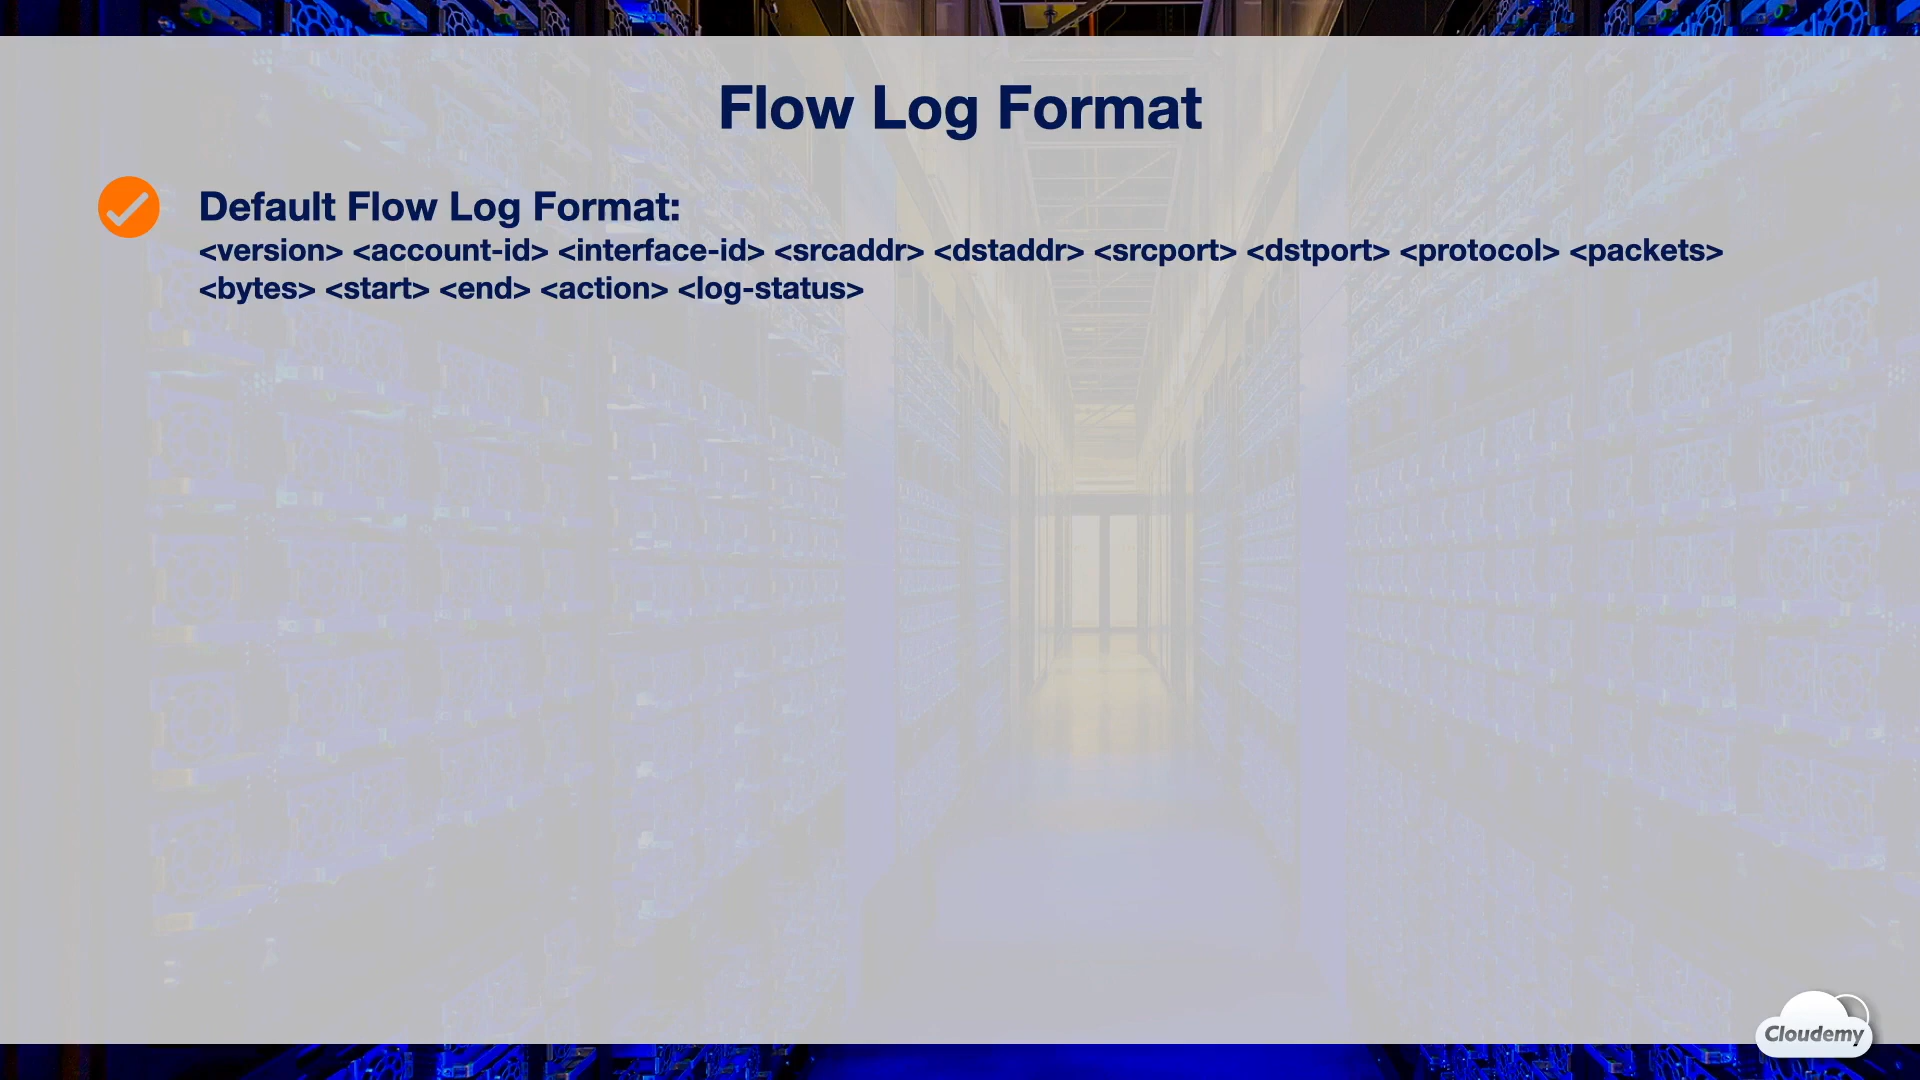 Flow Log Format
Default Flow Log Format:
<version> <account-id> <interface-id> <srcaddr> <dstaddr> <srcport> <dstport> <protocol> <packets>
<bytes> <start> <end> <action> <log-status>
Cloudemy